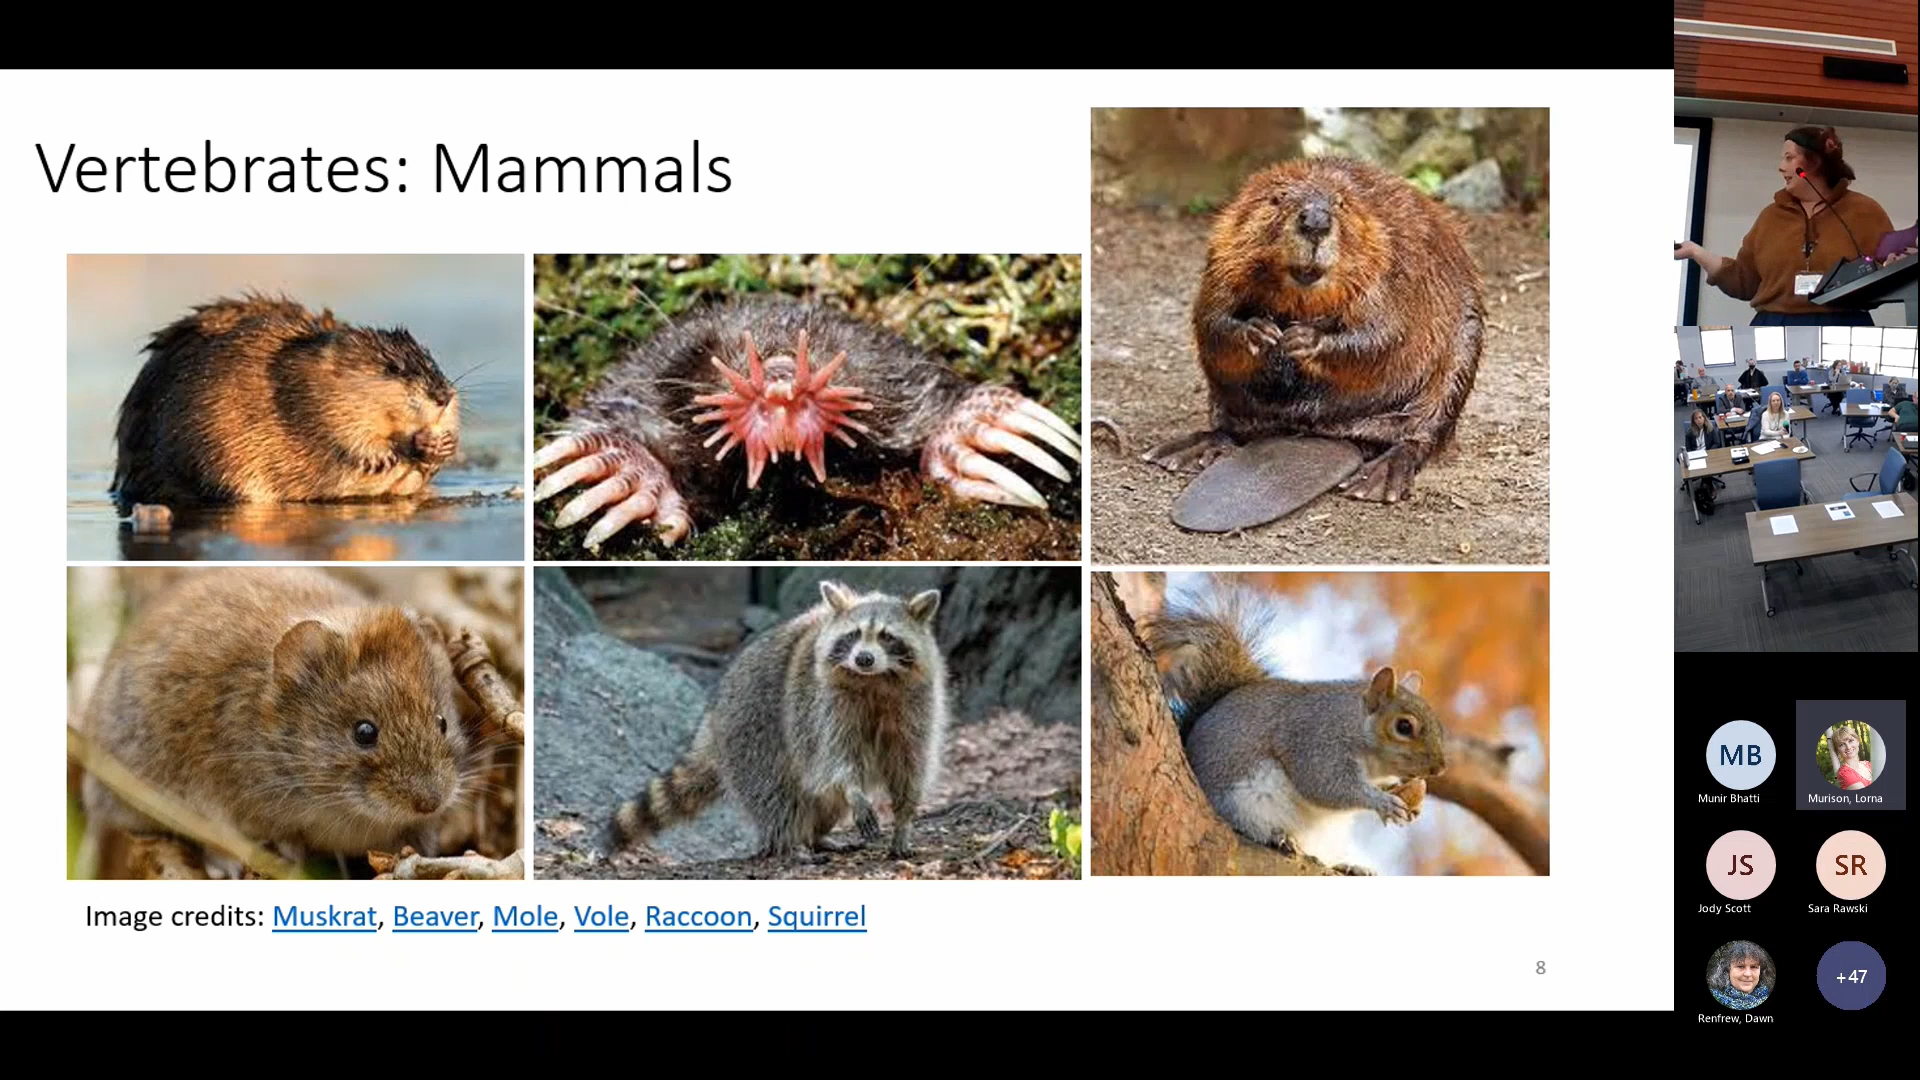 Vertebrates: Mammals
Image credits: Muskrat, Beaver, Mole, Vole, Raccoon, Squirrel
8
MB
Munir Bhatti
Murison, Lorna
JS
Jody Scott
SR
Sara Rawski
Renfrew, Dawn
+47